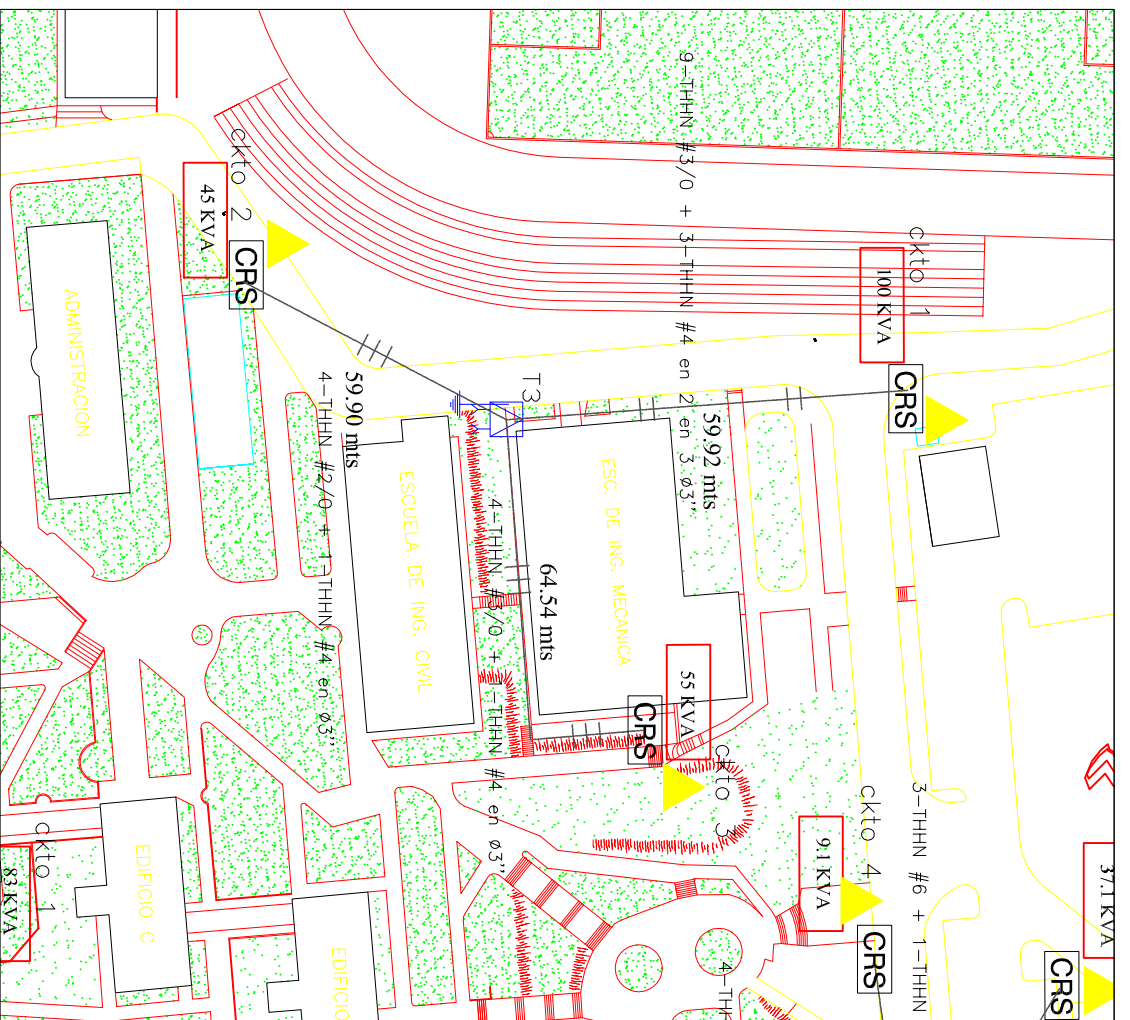 9-THHN #3/0 + 3-THHN #4 en 2 en 3 ø3"
ckto 2
45 KVA
CRS
ckto 1
100 KVA
CRS
ADMINISTRACION
T3
59.90 mts
4-THHN #2/0 + 1-THHN #4 en ø3"
59.92 mts
ESCUELA DE ING. CIVIL
ESC. DE ING. MECANICA
4-THHN #3/0 + 1-THHN #4 en ø3"
64.54 mts
55 KVA
CRS
ckto 3
ckto 4
3-THHN #6 + 1-THHN
91 KVA
CRS
37.1 KVA
CRS
ckto 1
83 KVA
EDIFICIO C
EDIFICIO